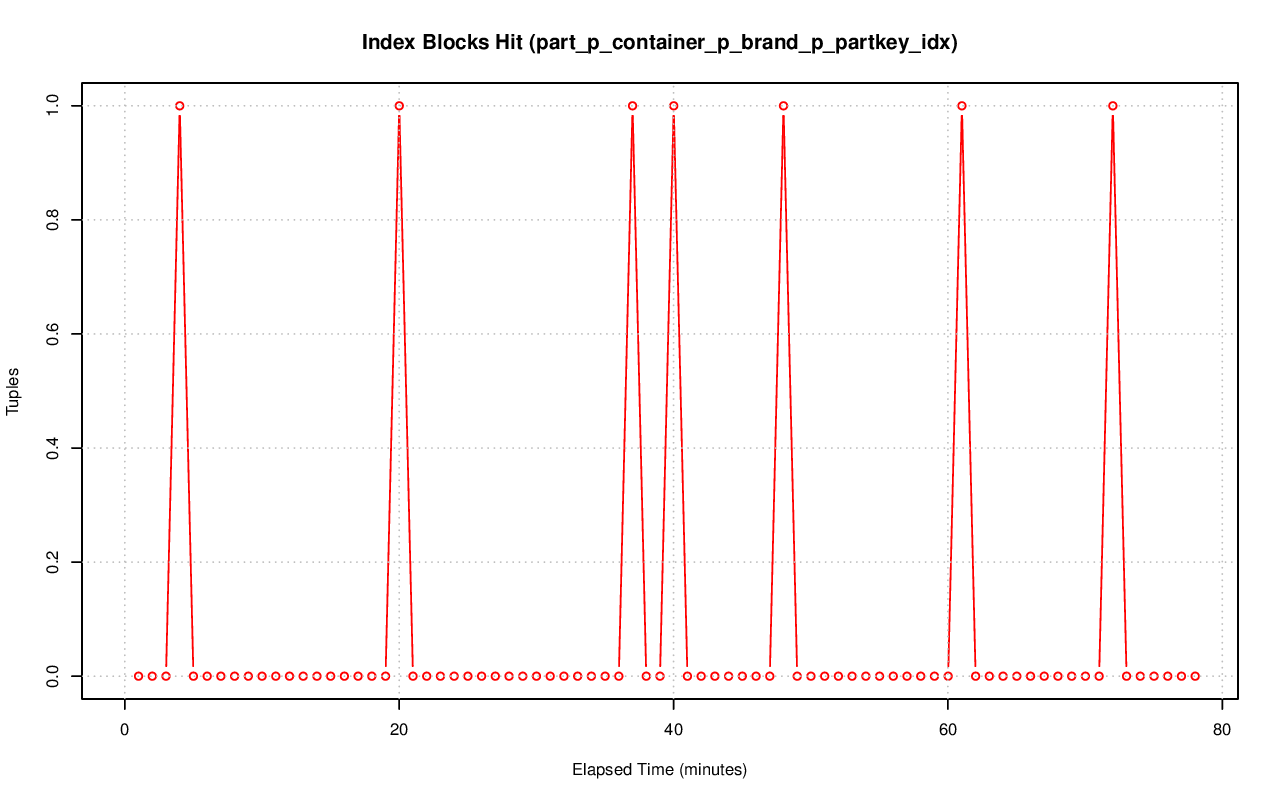 Index Blocks Hit (part_p_container_p_brand_p_partkey_idx)
1.0
0.8
0.6
0.4
0.2
0.0
Tuples
0 20 40 60 80
Elapsed Time (minutes)